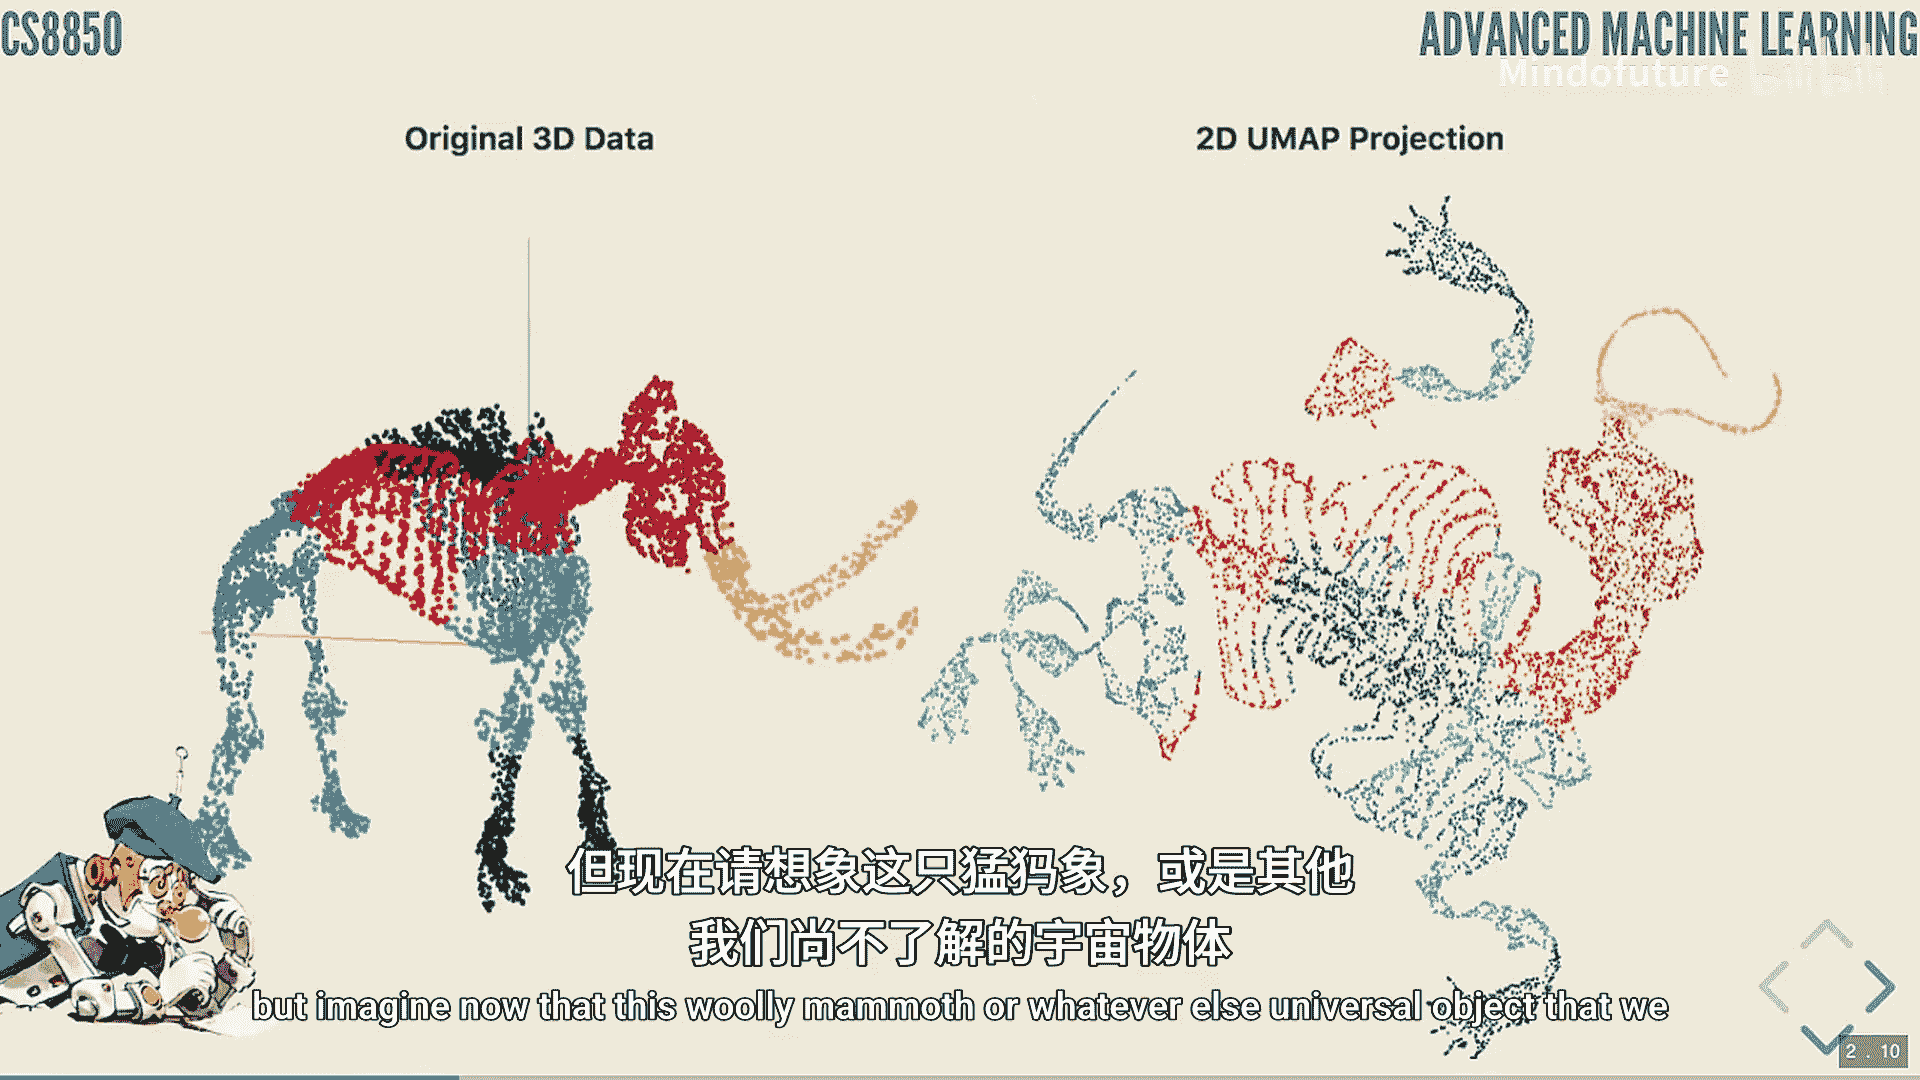 CS8850
ADVANCED MACHINE LEARNING
Mindofuture bilibili
Original 3D Data
2D UMAP Projection
但现在请想象这只猛犸象，或是其他
我们尚不了解的宇宙物体
but imagine now that this woolly mammoth or whatever else universal object that we
2.10